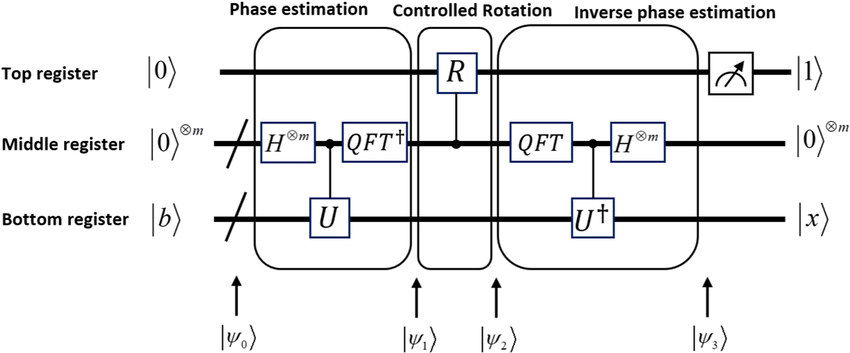 Phase estimation Controlled Rotation Inverse phase estimation
Top register |0⟩ R |1⟩
Middle register |0⟩^{⊗m} H^{⊗m} QFT† QFT H^{⊗m} |0⟩^{⊗m}
Bottom register |b⟩ U U† |x⟩
|ψ₀⟩ |ψ₁⟩ |ψ₂⟩ |ψ₃⟩